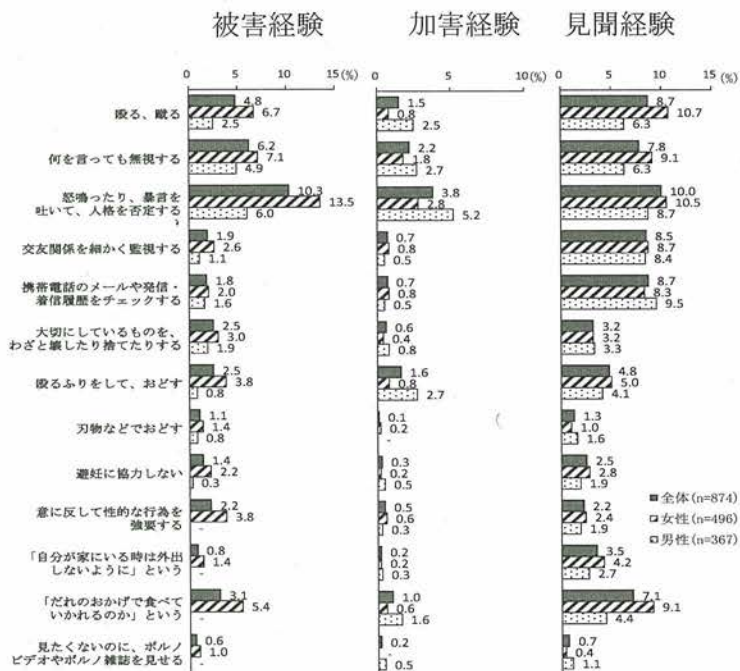 被害経験 加害経験 見聞経験
0 5 10 15 (%) 0 5 10 (%) 0 5 10 15 (%)
殴る、蹴る
4.8 1.5 8.7
6.7 0.8 10.7
2.5 2.5 6.3
何を言っても無視する
6.2 2.2 7.8
7.1 1.8 9.1
4.9 2.7 6.3
怒鳴ったり、暴言を
吐いて、人格を否定する
10.3 3.8 10.0
13.5 2.8 10.5
6.0 5.2 8.7
交友関係を細かく監視する
1.9 0.7 8.5
2.6 0.8 8.7
1.1 0.5 8.4
携帯電話のメールや発信・
着信履歴をチェックする
1.8 0.7 8.7
2.0 0.8 8.3
1.6 0.5 9.5
大切にしているものを、
わざと壊したり捨てたりする
2.5 0.6 3.2
3.0 0.4 3.2
1.9 0.8 3.3
殴るふりをして、おどす
2.5 1.6 4.8
3.8 0.8 5.0
0.8 2.7 4.1
刃物などでおどす
1.1 0.1 1.3
1.4 0.2 1.0
0.8 - 1.6
避妊に協力しない
1.4 0.3 2.5
2.2 0.2 2.8
0.3 0.5 1.9
意に反して性的な行為を
強要する
2.2 0.5 2.2
3.8 0.6 2.4
- 0.3 1.9
「自分が家にいる時は外出
しないように」という
0.8 0.2 3.5
1.4 0.2 4.2
- 0.3 2.7
「だれのおかげで食べて
いかれるのか」という
3.1 1.0 7.1
5.4 0.6 9.1
- 1.6 4.4
見たくないのに、ポルノ
ビデオやポルノ雑誌を見せる
0.6 0.2 0.7
1.0 - 0.4
- 0.5 1.1
全体(n=874)
女性(n=496)
男性(n=367)